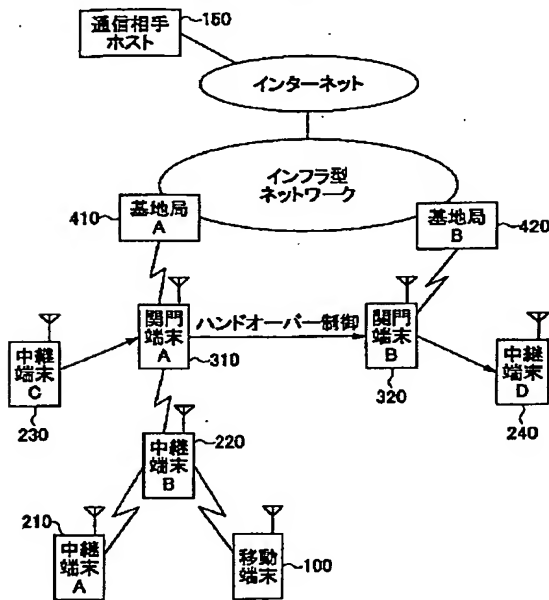 通信相手
ホスト
150
インターネット
インフラ型
ネットワーク
410
基地局
A
基地局
B
420
関門
端末
A
310
ハンドオーバー制御
関門
端末
B
320
中継
端末
C
230
中継
端末
D
240
220
中継
端末
B
210
中継
端末
A
移動
端末
100